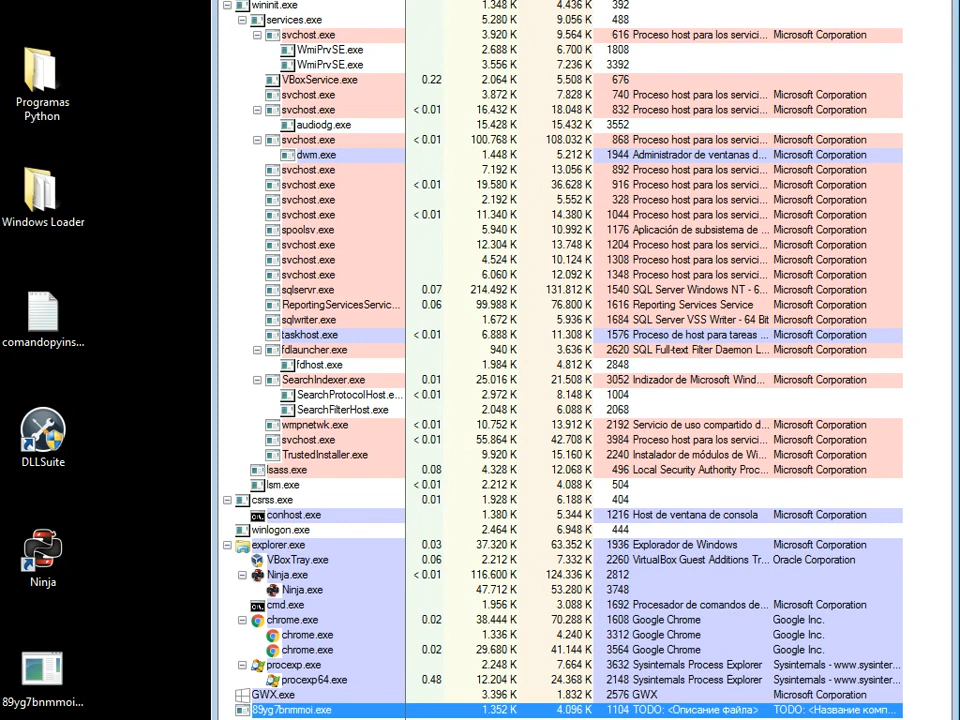 Programas
Python
Windows Loader
comandopyins...
DLLSuite
Ninja
89yg7bnmmoi...
wininit.exe 1.348 K 4.436 K 392
services.exe 5.280 K 9.056 K 488
svchost.exe 3.920 K 9.564 K 616 Proceso host para los servici... Microsoft Corporation
WmiPrvSE.exe 2.688 K 6.700 K 1808
WmiPrvSE.exe 3.556 K 7.236 K 3392
VBoxService.exe 0.22 2.064 K 5.508 K 676
svchost.exe 3.872 K 7.828 K 740 Proceso host para los servici... Microsoft Corporation
svchost.exe < 0.01 16.432 K 18.048 K 832 Proceso host para los servici... Microsoft Corporation
audiodg.exe 15.428 K 15.432 K 3552
svchost.exe < 0.01 100.768 K 108.032 K 868 Proceso host para los servici... Microsoft Corporation
dwm.exe 1.448 K 5.212 K 1944 Administrador de ventanas d... Microsoft Corporation
svchost.exe 7.192 K 13.056 K 892 Proceso host para los servici... Microsoft Corporation
svchost.exe < 0.01 19.580 K 36.628 K 916 Proceso host para los servici... Microsoft Corporation
svchost.exe 2.192 K 5.552 K 328 Proceso host para los servici... Microsoft Corporation
svchost.exe < 0.01 11.340 K 14.380 K 1044 Proceso host para los servici... Microsoft Corporation
spoolsv.exe 5.940 K 10.992 K 1176 Aplicación de subsistema de ... Microsoft Corporation
svchost.exe 12.304 K 13.748 K 1204 Proceso host para los servici... Microsoft Corporation
svchost.exe 4.524 K 10.124 K 1308 Proceso host para los servici... Microsoft Corporation
svchost.exe 6.060 K 12.092 K 1348 Proceso host para los servici... Microsoft Corporation
sqlservr.exe 0.07 214.492 K 131.812 K 1540 SQL Server Windows NT - 6... Microsoft Corporation
ReportingServicesServic... 0.06 99.988 K 76.800 K 1616 Reporting Services Service Microsoft Corporation
sqlwriter.exe 1.672 K 5.936 K 1684 SQL Server VSS Writer - 64 Bit Microsoft Corporation
taskhost.exe < 0.01 6.888 K 11.308 K 1576 Proceso de host para tareas ... Microsoft Corporation
fdlauncher.exe 940 K 3.636 K 2620 SQL Full-text Filter Daemon L... Microsoft Corporation
fdhost.exe 1.984 K 4.812 K 2848
SearchIndexer.exe 0.01 25.016 K 21.508 K 3052 Indizador de Microsoft Wind... Microsoft Corporation
SearchProtocolHost.e... < 0.01 2.972 K 8.148 K 1004
SearchFilterHost.exe 2.048 K 6.088 K 2068
wmpnetwk.exe < 0.01 10.752 K 13.912 K 2192 Servicio de uso compartido d... Microsoft Corporation
svchost.exe < 0.01 55.864 K 42.708 K 3984 Proceso host para los servici... Microsoft Corporation
TrustedInstaller.exe 9.920 K 15.160 K 2240 Instalador de módulos de Wi... Microsoft Corporation
lsass.exe 0.08 4.328 K 12.068 K 496 Local Security Authority Proc... Microsoft Corporation
lsm.exe < 0.01 2.212 K 4.088 K 504
csrss.exe 0.01 1.928 K 6.188 K 404
conhost.exe 1.380 K 5.344 K 1216 Host de ventana de consola Microsoft Corporation
winlogon.exe 2.464 K 6.948 K 444
explorer.exe 0.03 37.320 K 63.352 K 1936 Explorador de Windows Microsoft Corporation
VBoxTray.exe 0.06 2.212 K 7.332 K 2260 VirtualBox Guest Additions Tr... Oracle Corporation
Ninja.exe < 0.01 116.600 K 124.336 K 2812
Ninja.exe 47.712 K 53.280 K 3748
cmd.exe 1.956 K 3.088 K 1692 Procesador de comandos de... Microsoft Corporation
chrome.exe 0.02 38.444 K 70.288 K 1608 Google Chrome Google Inc.
chrome.exe 1.336 K 4.240 K 3312 Google Chrome Google Inc.
chrome.exe 0.02 29.680 K 41.144 K 3564 Google Chrome Google Inc.
procexp.exe 2.248 K 7.664 K 3632 Sysinternals Process Explorer Sysinternals - www.sysinter...
procexp64.exe 0.48 12.204 K 24.368 K 2148 Sysinternals Process Explorer Sysinternals - www.sysinter...
GWX.exe 3.396 K 1.832 K 2576 GWX Microsoft Corporation
89yg7bnmmoi.exe 1.352 K 4.096 K 1104 TODO: <Описание файла> TODO: <Название комп...